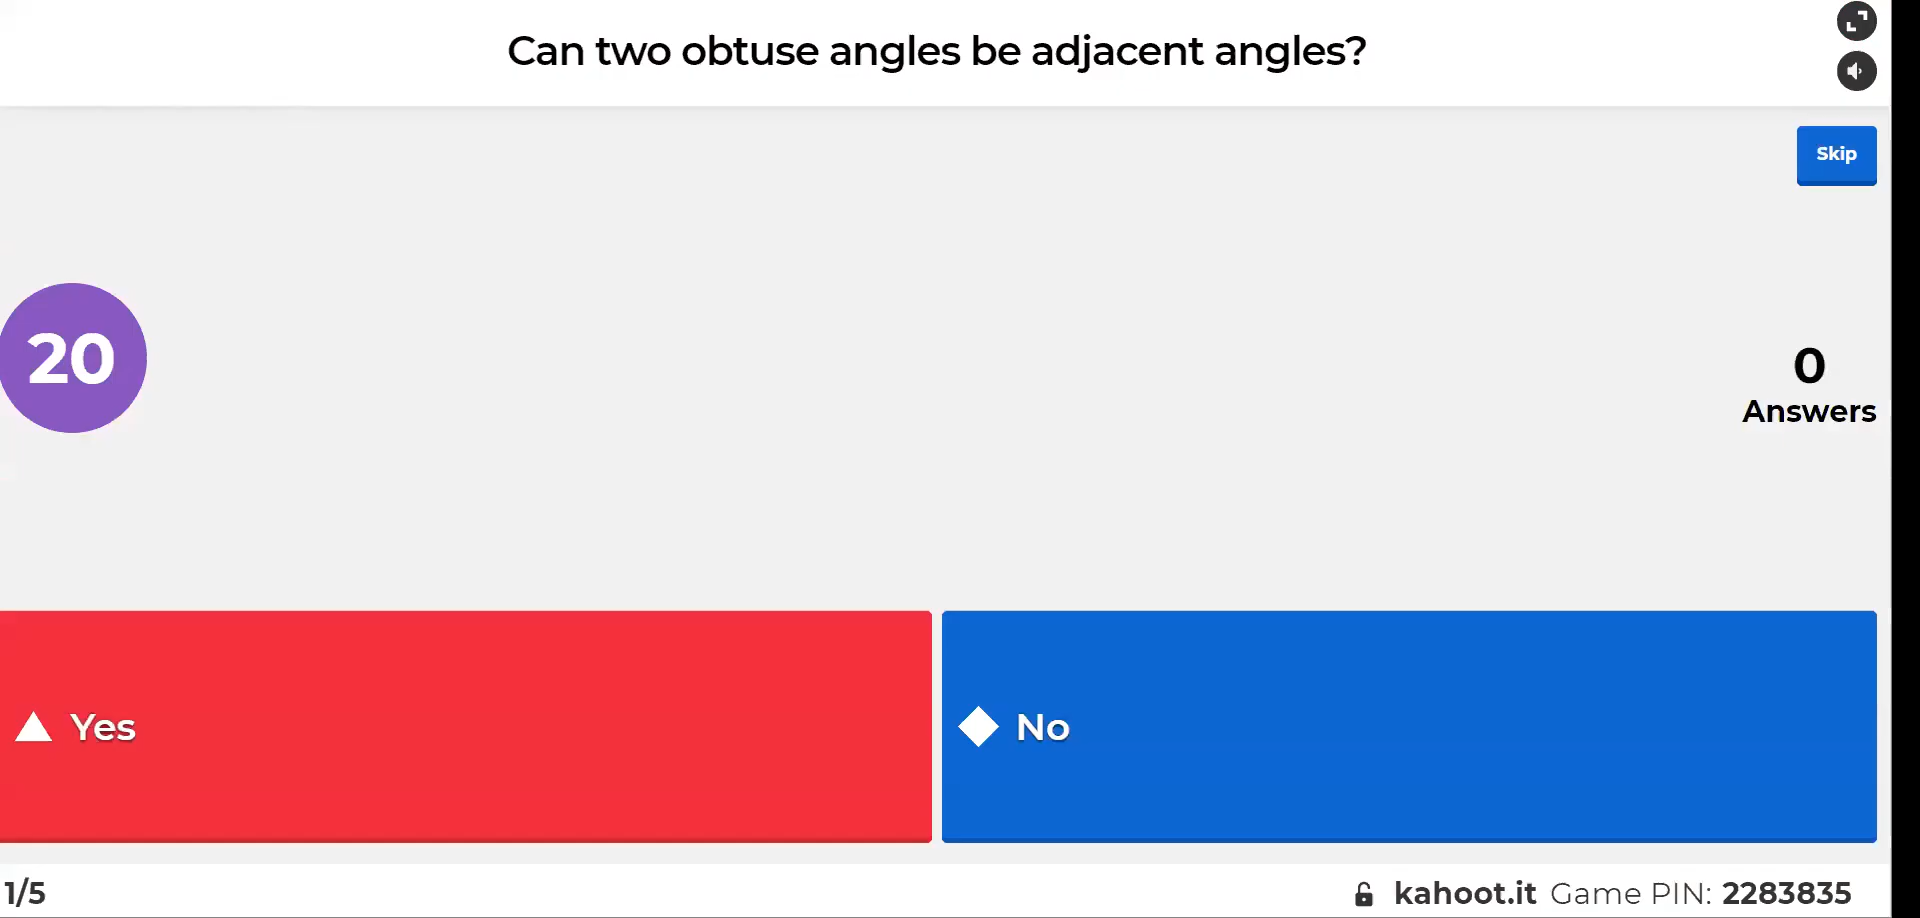 Can two obtuse angles be adjacent angles?
Skip
20
0
Answers
Yes
No
1/5
kahoot.it Game PIN: 2283835